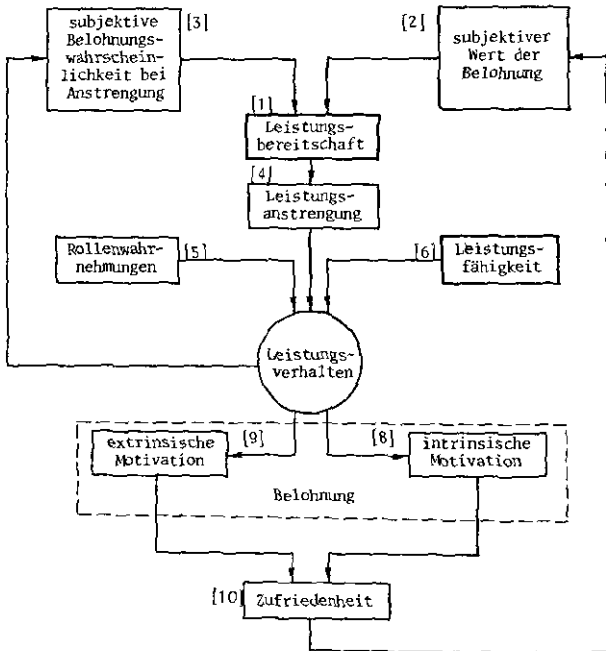 subjektive
Belohnungs-
wahrschein-
lichkeit bei
Anstrengung
[3]
[2]
subjektiver
Wert der
Belohnung
[1]
Leistungs-
bereitschaft
[4]
Leistungs-
anstrengung
Rollenwahr-
nehmungen
[5]
[6]
Leistungs-
fähigkeit
Leistungs-
verhalten
extrinsische
Motivation
[9]
[8]
intrinsische
Motivation
Belohnung
[10]
Zufriedenheit